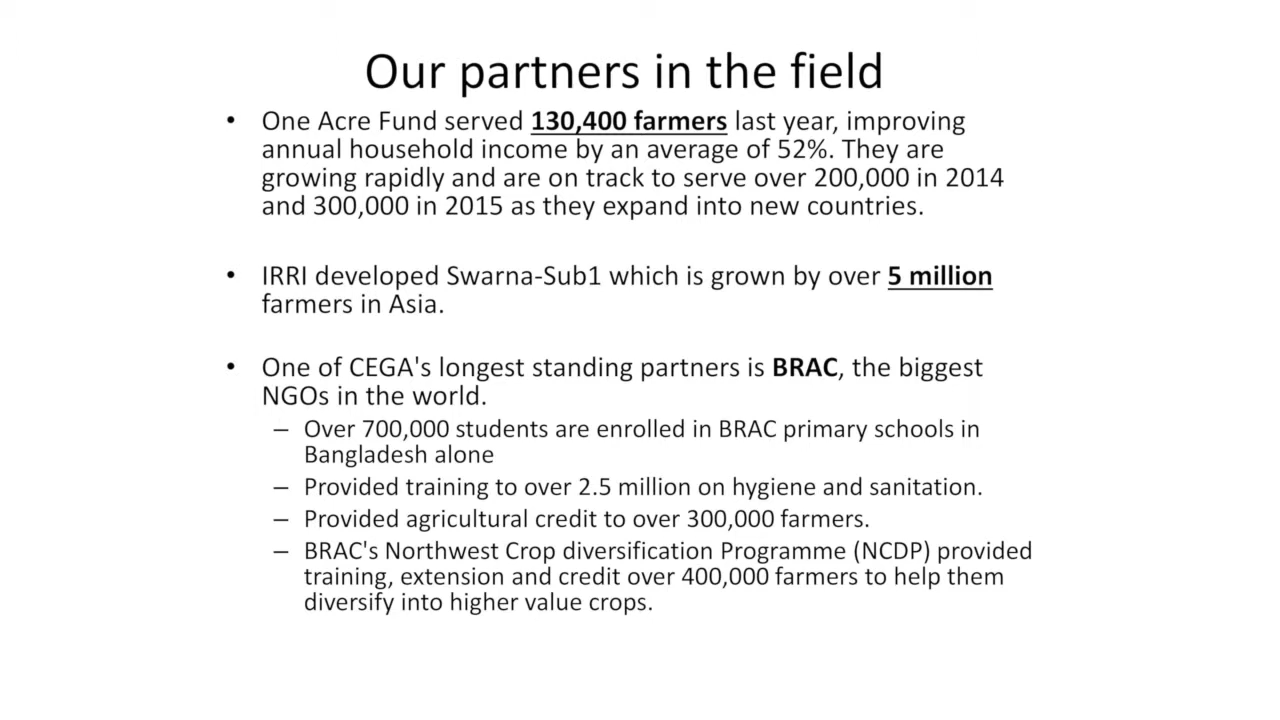 Our partners in the field
• One Acre Fund served 130,400 farmers last year, improving
annual household income by an average of 52%. They are
growing rapidly and are on track to serve over 200,000 in 2014
and 300,000 in 2015 as they expand into new countries.
• IRRI developed Swarna-Sub1 which is grown by over 5 million
farmers in Asia.
• One of CEGA's longest standing partners is BRAC, the biggest
NGOs in the world.
– Over 700,000 students are enrolled in BRAC primary schools in
Bangladesh alone
– Provided training to over 2.5 million on hygiene and sanitation.
– Provided agricultural credit to over 300,000 farmers.
– BRAC's Northwest Crop diversification Programme (NCDP) provided
training, extension and credit over 400,000 farmers to help them
diversify into higher value crops.